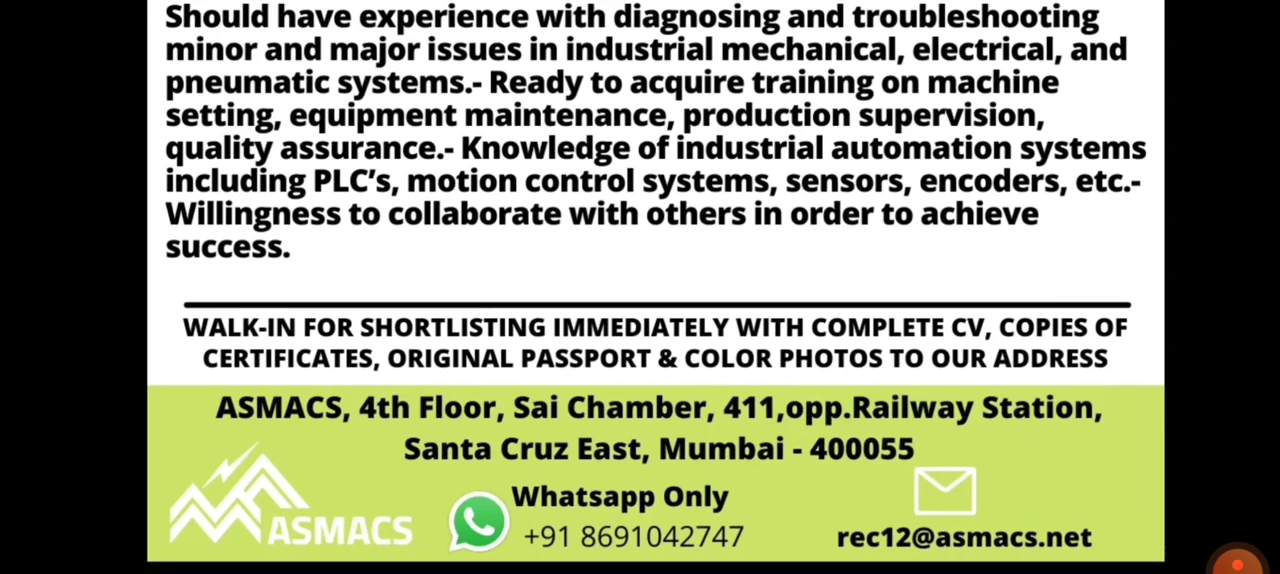 Should have experience with diagnosing and troubleshooting
minor and major issues in industrial mechanical, electrical, and
pneumatic systems.- Ready to acquire training on machine
setting, equipment maintenance, production supervision,
quality assurance.- Knowledge of industrial automation systems
including PLC’s, motion control systems, sensors, encoders, etc.-
Willingness to collaborate with others in order to achieve
success.
WALK-IN FOR SHORTLISTING IMMEDIATELY WITH COMPLETE CV, COPIES OF
CERTIFICATES, ORIGINAL PASSPORT & COLOR PHOTOS TO OUR ADDRESS
ASMACS, 4th Floor, Sai Chamber, 411,opp.Railway Station,
Santa Cruz East, Mumbai - 400055
ASMACS
Whatsapp Only
+91 8691042747
rec12@asmacs.net